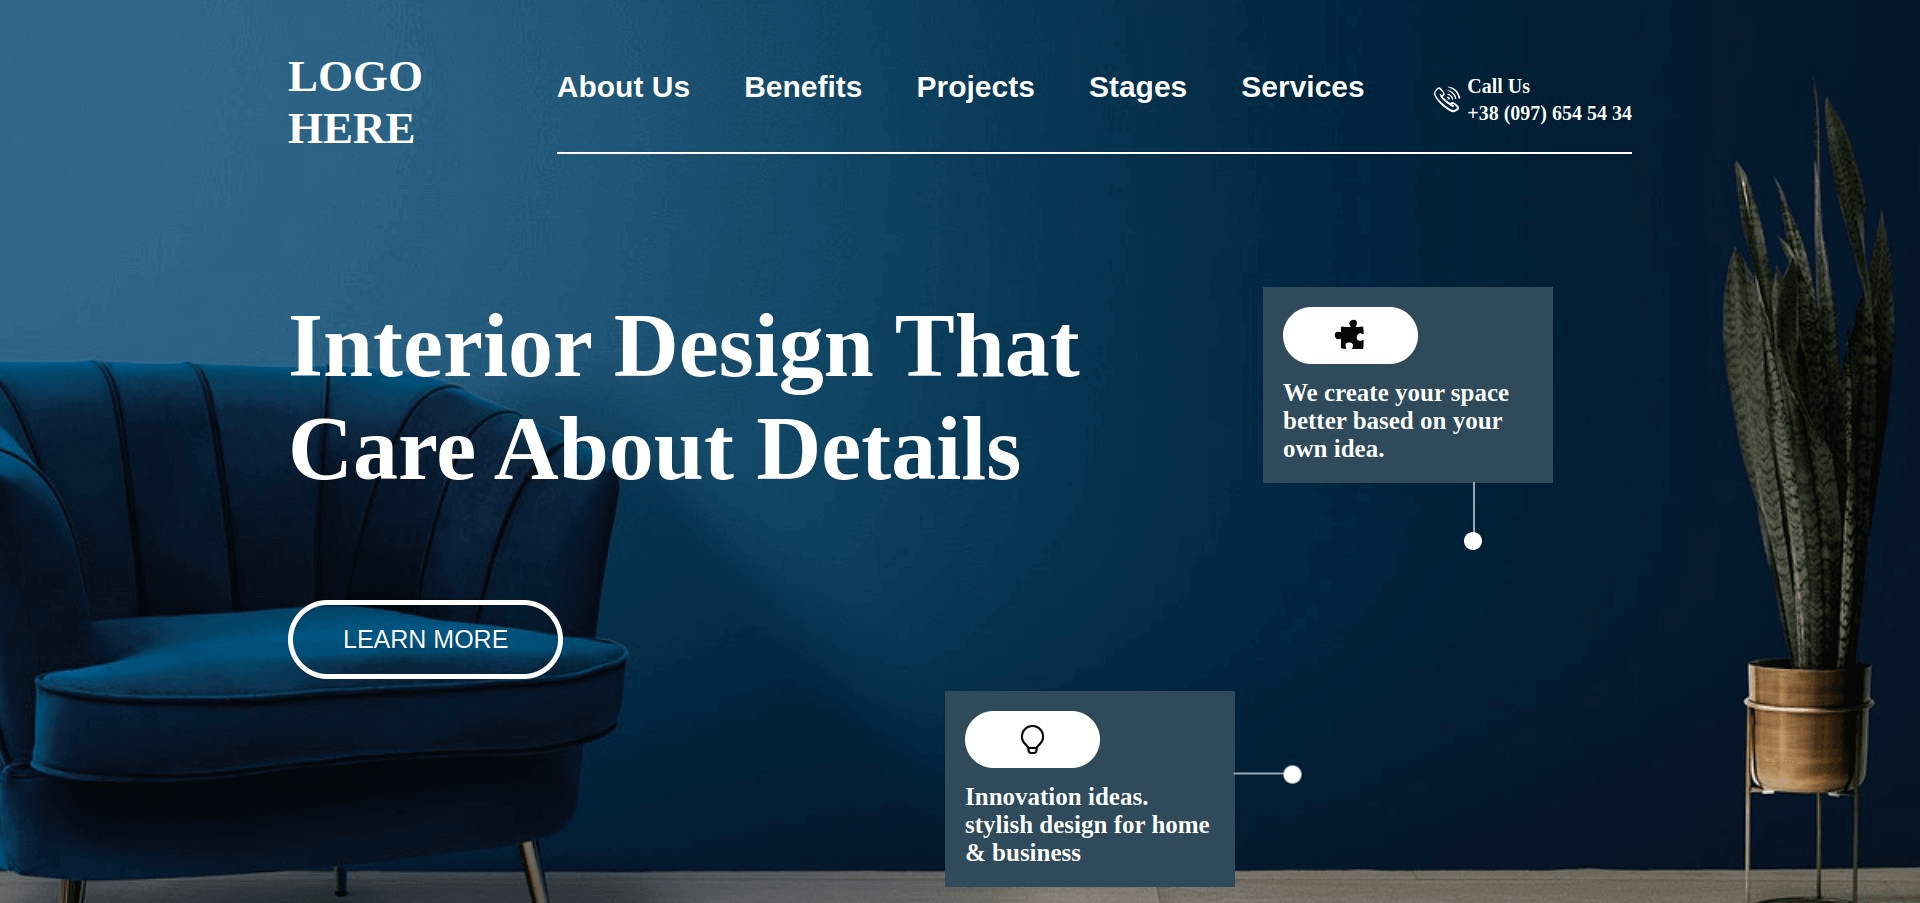 LOGO
HERE
About Us
Benefits
Projects
Stages
Services
Call Us
+38 (097) 654 54 34
Interior Design That
Care About Details
We create your space
better based on your
own idea.
LEARN MORE
Innovation ideas.
stylish design for home
& business